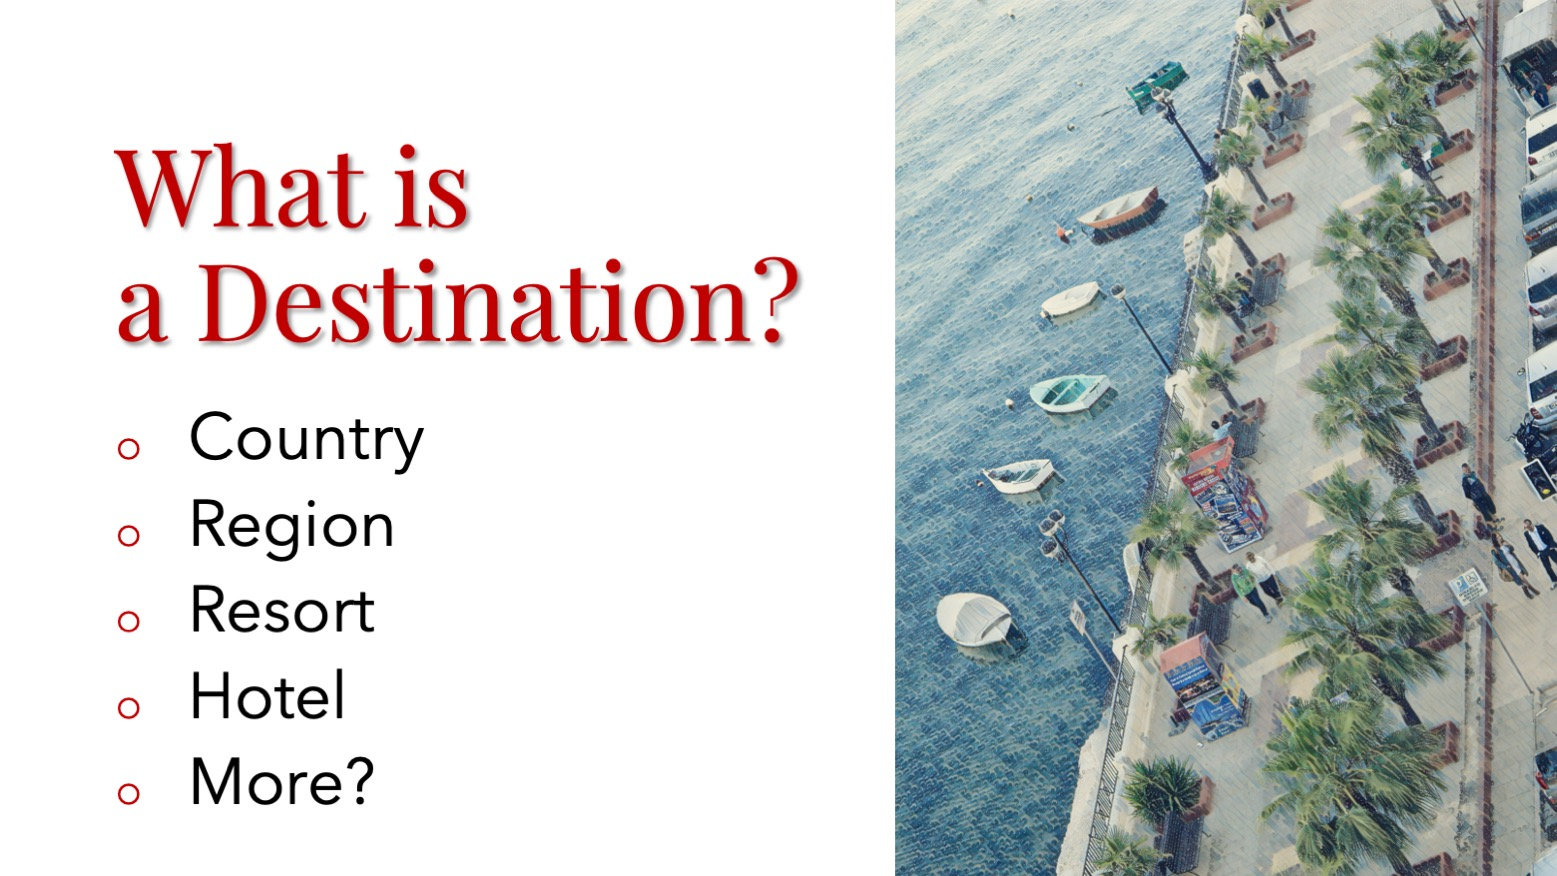 What is
a Destination?
Country
Region
Resort
Hotel
More?